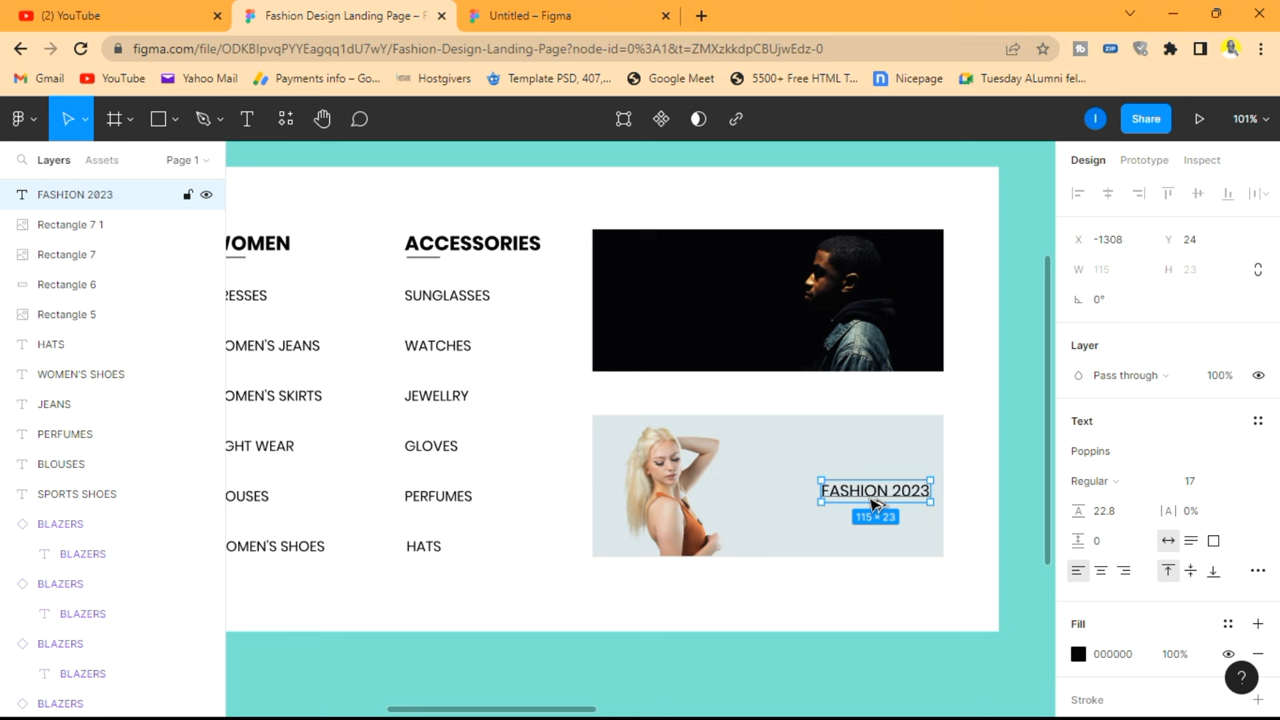 (2) YouTube
Fashion Design Landing Page – F
Untitled – Figma
figma.com/file/ODKBlpvqPYYEagqq1dU7wY/Fashion-Design-Landing-Page?node-id=0%3A1&t=ZMXzkkdpCBUjwEdz-0
ZIP
Gmail
YouTube
Yahoo Mail
Payments info – Go...
Hostgivers
Template PSD, 407,...
Google Meet
5500+ Free HTML T...
Nicepage
Tuesday ALumni fel...
I
Share
101%
Layers
Assets
Page 1
FASHION 2023
Rectangle 7 1
Rectangle 7
Rectangle 6
Rectangle 5
HATS
WOMEN'S SHOES
JEANS
PERFUMES
BLOUSES
SPORTS SHOES
BLAZERS
BLAZERS
BLAZERS
BLAZERS
BLAZERS
BLAZERS
BLAZERS
WOMEN
RESSES
OMEN'S JEANS
OMEN'S SKIRTS
GHT WEAR
OUSES
OMEN'S SHOES
ACCESSORIES
SUNGLASSES
WATCHES
JEWELLRY
GLOVES
PERFUMES
HATS
FASHION 2023
115 × 23
Design
Prototype
Inspect
X -1308
Y 24
W 115
H 23
0°
Layer
Pass through
100%
Text
Poppins
Regular
17
22.8
0%
0
Fill
000000
100%
Stroke
?